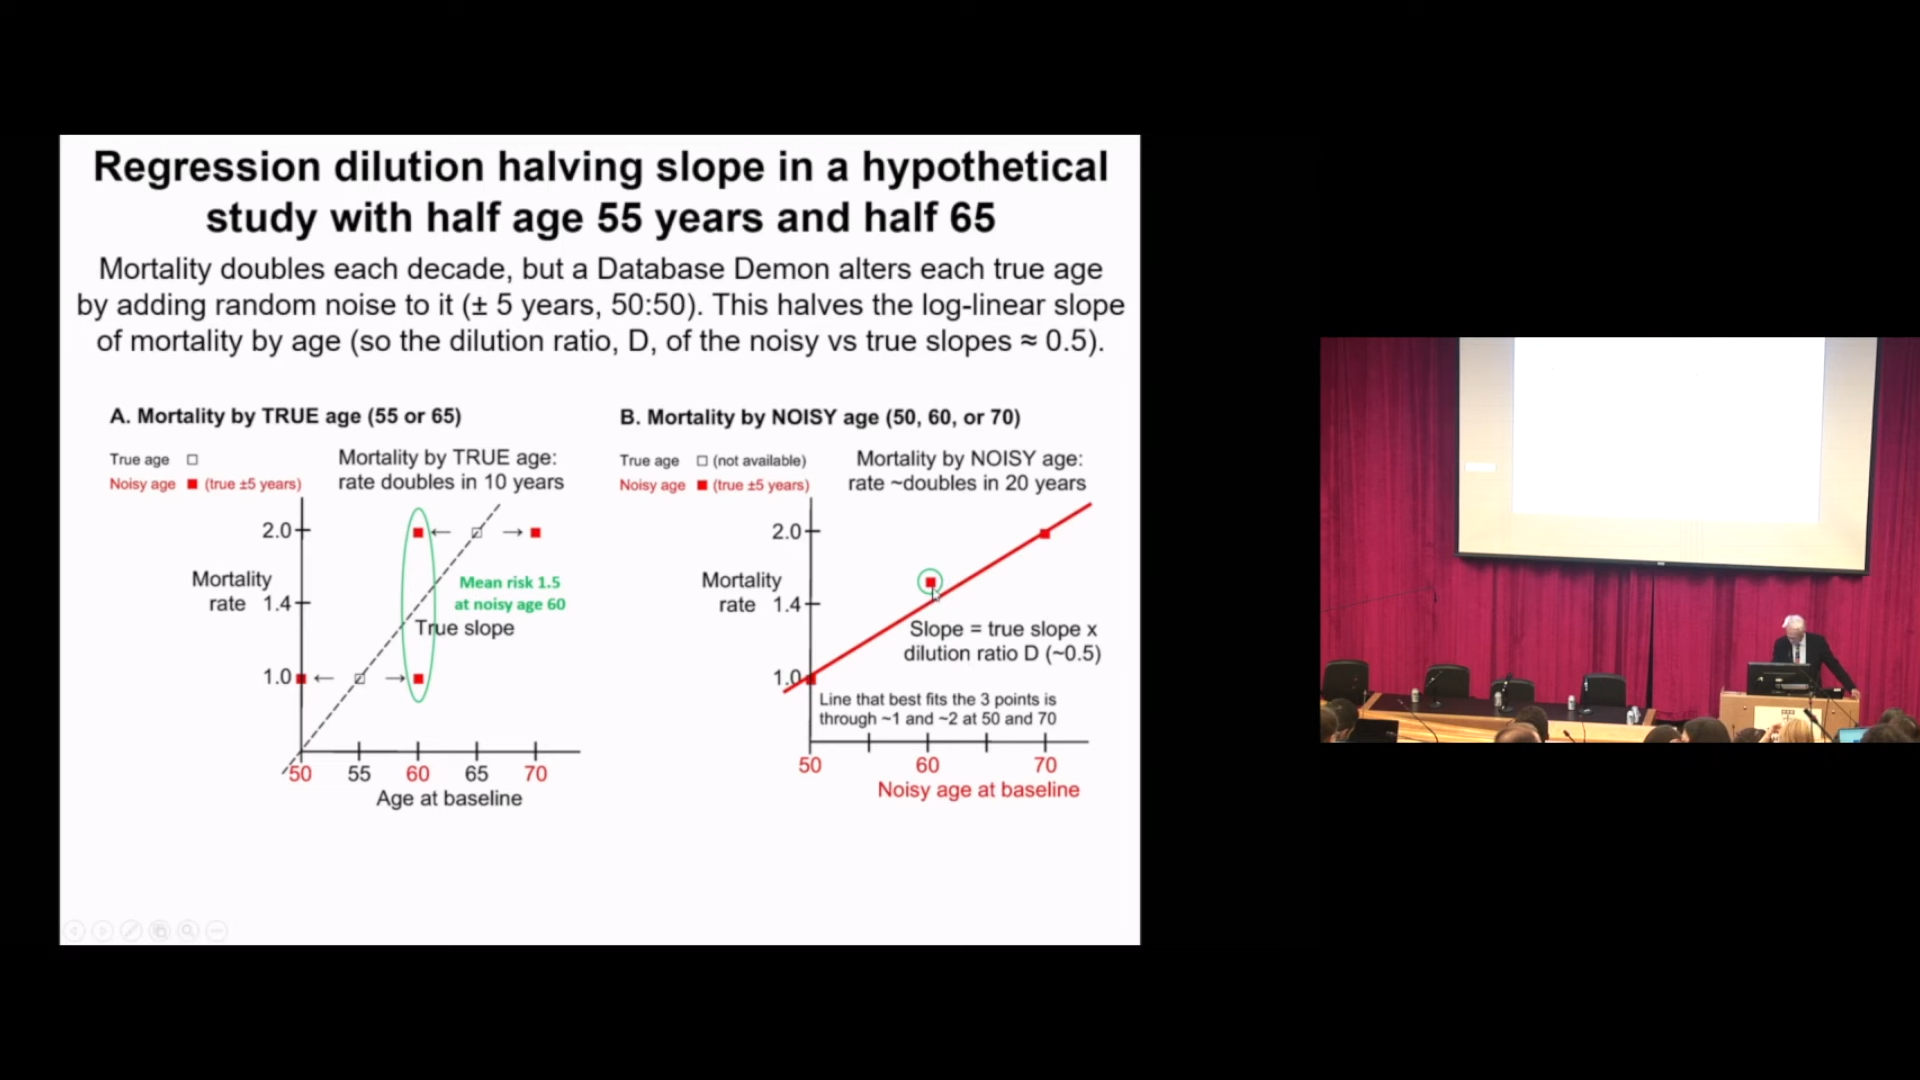 Regression dilution halving slope in a hypothetical
study with half age 55 years and half 65
Mortality doubles each decade, but a Database Demon alters each true age
by adding random noise to it (± 5 years, 50:50). This halves the log-linear slope
of mortality by age (so the dilution ratio, D, of the noisy vs true slopes ≈ 0.5).
A. Mortality by TRUE age (55 or 65)
True age □
Noisy age ■ (true ±5 years)
Mortality by TRUE age:
rate doubles in 10 years
2.0
Mortality
rate 1.4
1.0
Mean risk 1.5
at noisy age 60
True slope
50 55 60 65 70
Age at baseline
B. Mortality by NOISY age (50, 60, or 70)
True age □ (not available)
Noisy age ■ (true ±5 years)
Mortality by NOISY age:
rate ~doubles in 20 years
2.0
Mortality
rate 1.4
1.0
Slope = true slope x
dilution ratio D (~0.5)
Line that best fits the 3 points is
through ~1 and ~2 at 50 and 70
50 60 70
Noisy age at baseline